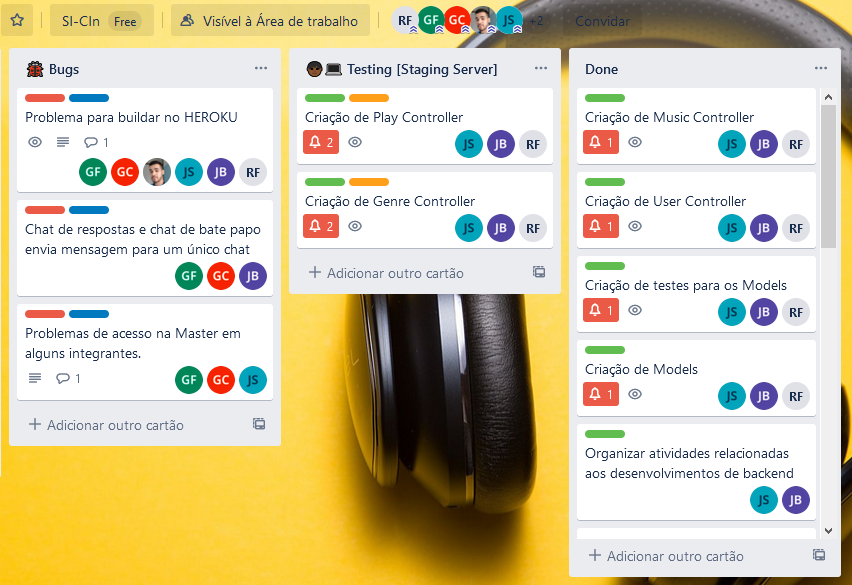 SI-CIn Free Visível à Área de trabalho RF GF GC JS +2 Convidar
Bugs
Problema para buildar no HEROKU
1
GF GC JS JB RF
Chat de respostas e chat de bate papo
envia mensagem para um único chat
GF GC JB
Problemas de acesso na Master em
alguns integrantes.
1 GF GC JS
+ Adicionar outro cartão
Testing [Staging Server]
Criação de Play Controller
2 JS JB RF
Criação de Genre Controller
2 JS JB RF
+ Adicionar outro cartão
Done
Criação de Music Controller
1 JS JB RF
Criação de User Controller
1 JS JB RF
Criação de testes para os Models
1 JS JB RF
Criação de Models
1 JS JB RF
Organizar atividades relacionadas
aos desenvolvimentos de backend
JS JB
+ Adicionar outro cartão